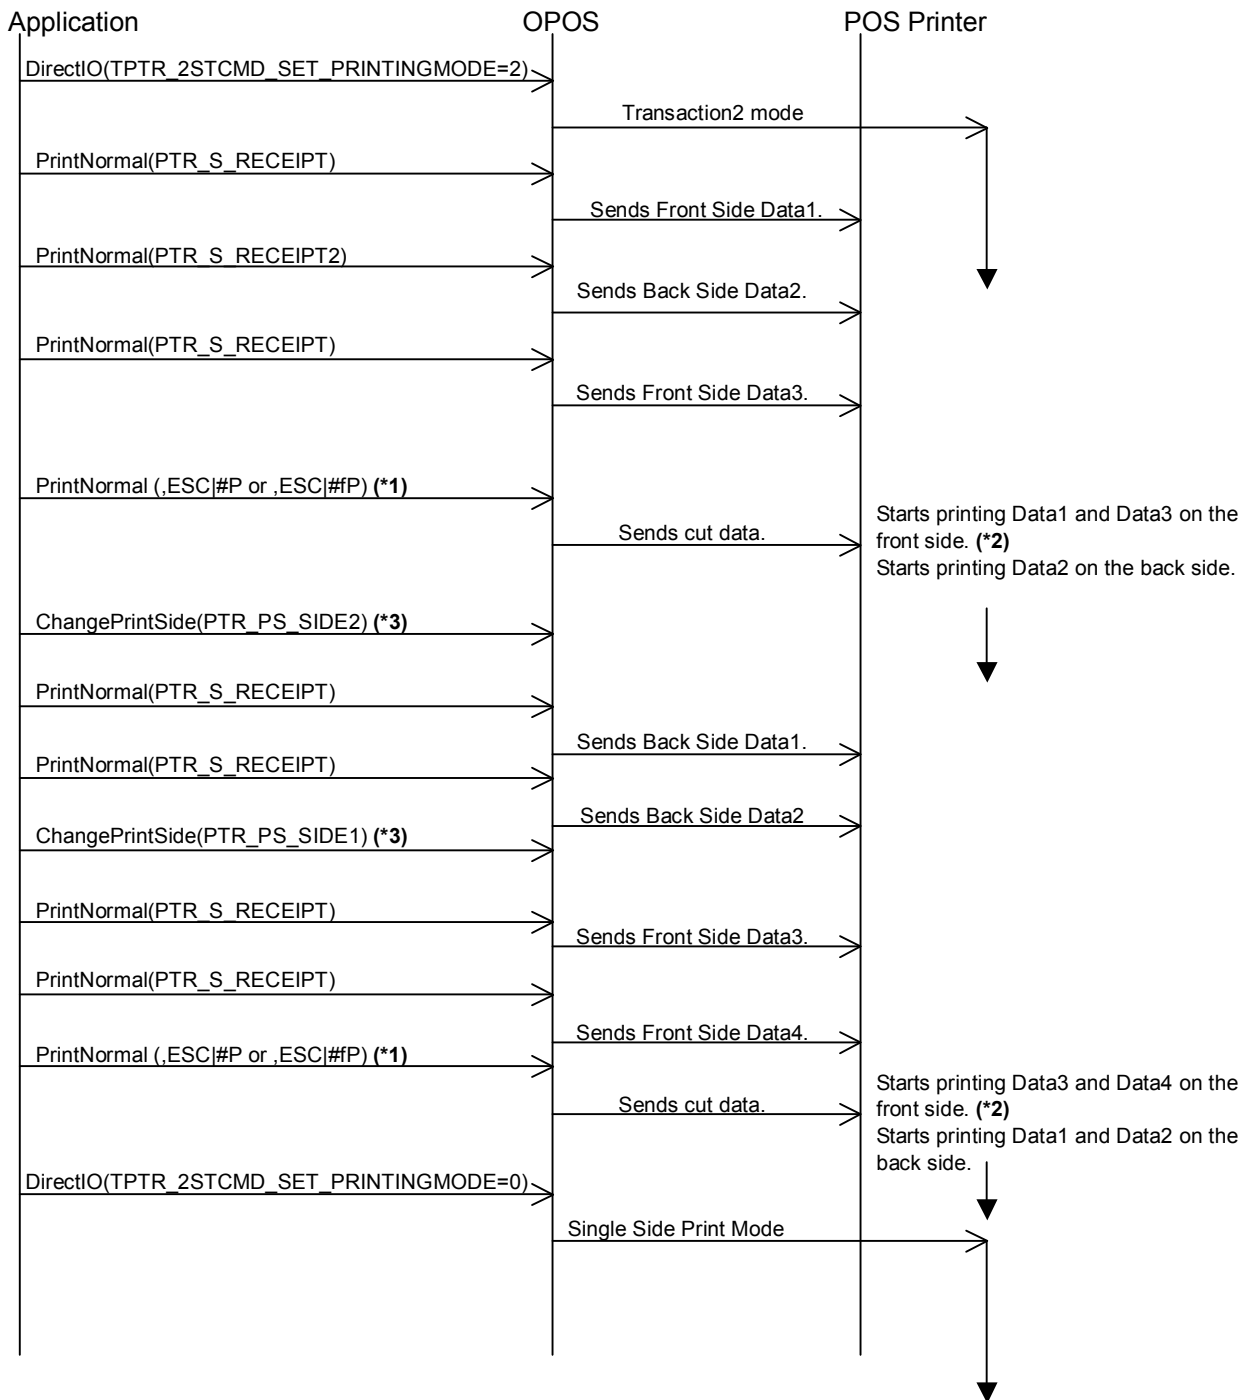 Application OPOS POS Printer
DirectIO(TPTR_2STCMD_SET_PRINTINGMODE=2)
Transaction2 mode
PrintNormal(PTR_S_RECEIPT)
Sends Front Side Data1.
PrintNormal(PTR_S_RECEIPT2)
Sends Back Side Data2.
PrintNormal(PTR_S_RECEIPT)
Sends Front Side Data3.
PrintNormal (,ESC|#P or ,ESC|#fP) (*1)
Sends cut data.
Starts printing Data1 and Data3 on the
front side. (*2)
Starts printing Data2 on the back side.
ChangePrintSide(PTR_PS_SIDE2) (*3)
PrintNormal(PTR_S_RECEIPT)
Sends Back Side Data1.
PrintNormal(PTR_S_RECEIPT)
Sends Back Side Data2
ChangePrintSide(PTR_PS_SIDE1) (*3)
PrintNormal(PTR_S_RECEIPT)
Sends Front Side Data3.
PrintNormal(PTR_S_RECEIPT)
Sends Front Side Data4.
PrintNormal (,ESC|#P or ,ESC|#fP) (*1)
Sends cut data.
Starts printing Data3 and Data4 on the
front side. (*2)
Starts printing Data1 and Data2 on the
back side.
DirectIO(TPTR_2STCMD_SET_PRINTINGMODE=0)
Single Side Print Mode